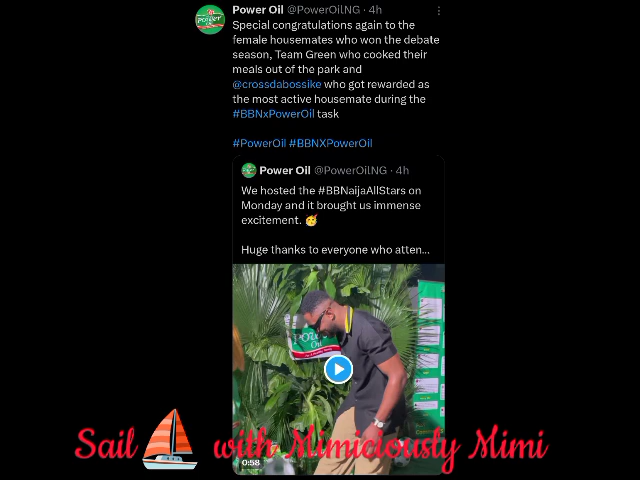 Power Oil @PowerOilNG · 4h
Special congratulations again to the
female housemates who won the debate
season, Team Green who cooked their
meals out of the park and
@crossdabossike who got rewarded as
the most active housemate during the
#BBNxPowerOil task
#PowerOil #BBNXPowerOil
Power Oil @PowerOilNG · 4h
We hosted the #BBNaijaAllStars on
Monday and it brought us immense
excitement. 🥳
Huge thanks to everyone who atten...
Power
Oil
Sail ⛵ with Mimiciously Mimi
0:58